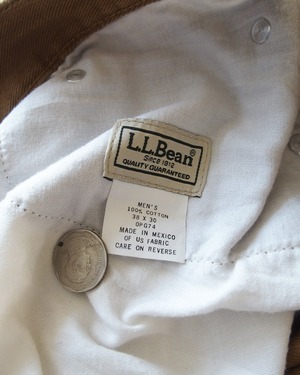 L.L.Bean
SINCE 1912
QUALITY GUARANTEED
MEN'S
100% COTTON
38 X 30
0PG74
MADE IN MEXICO
OF US FABRIC
CARE ON REVERSE